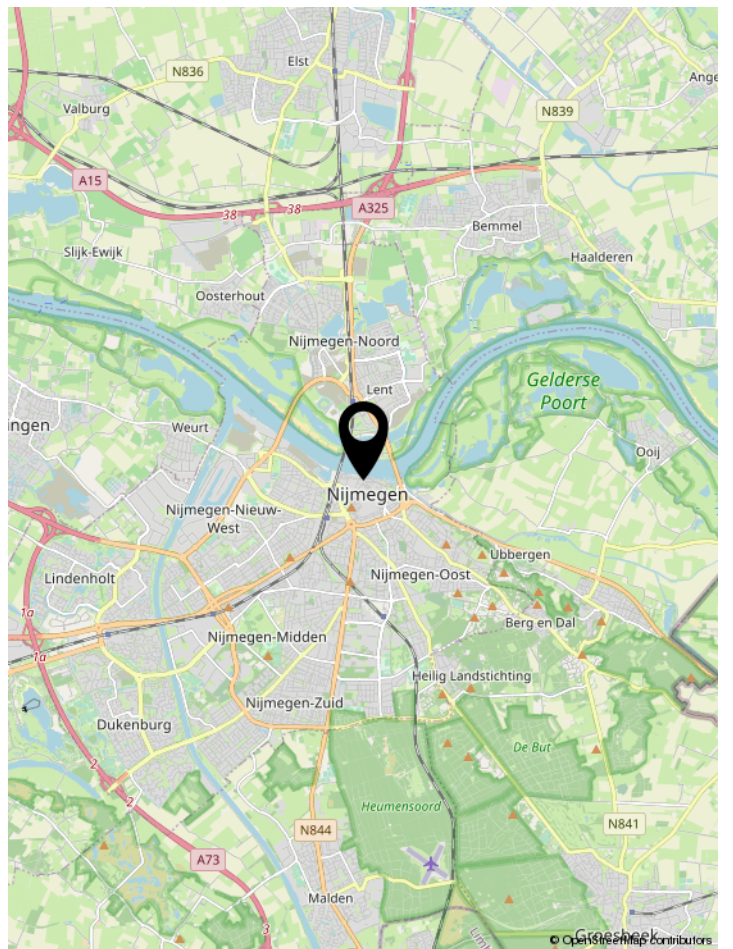 Elst
N836
Ange
Valburg
N839
A15
A325
38
38
Bemmel
Slijk-Ewijk
Haalderen
Oosterhout
Nijmegen-Noord
Gelderse
Poort
Lent
ingen
Weurt
Ooij
Nijmegen
Nijmegen-Nieuw-
West
Ubbergen
Lindenholt
Nijmegen-Oost
1a
Berg en Dal
Nijmegen-Midden
1a
Heilig Landstichting
Nijmegen-Zuid
Dukenburg
De But
2
2
Heumensoord
N844
N841
A73
Malden
3
Groesbeek
Lim
© OpenStreetMap contributors